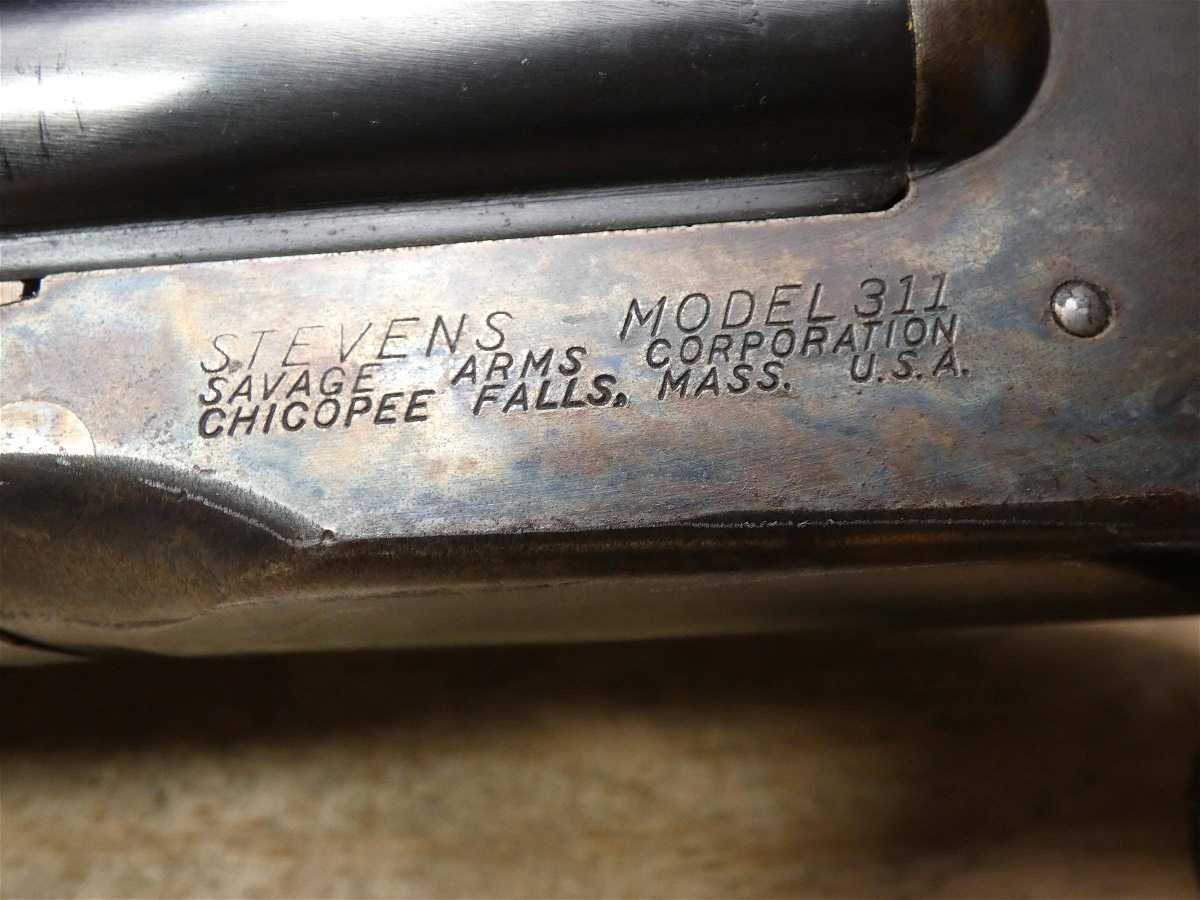 STEVENS MODEL 311
SAVAGE ARMS CORPORATION
CHICOPEE FALLS, MASS. U.S.A.